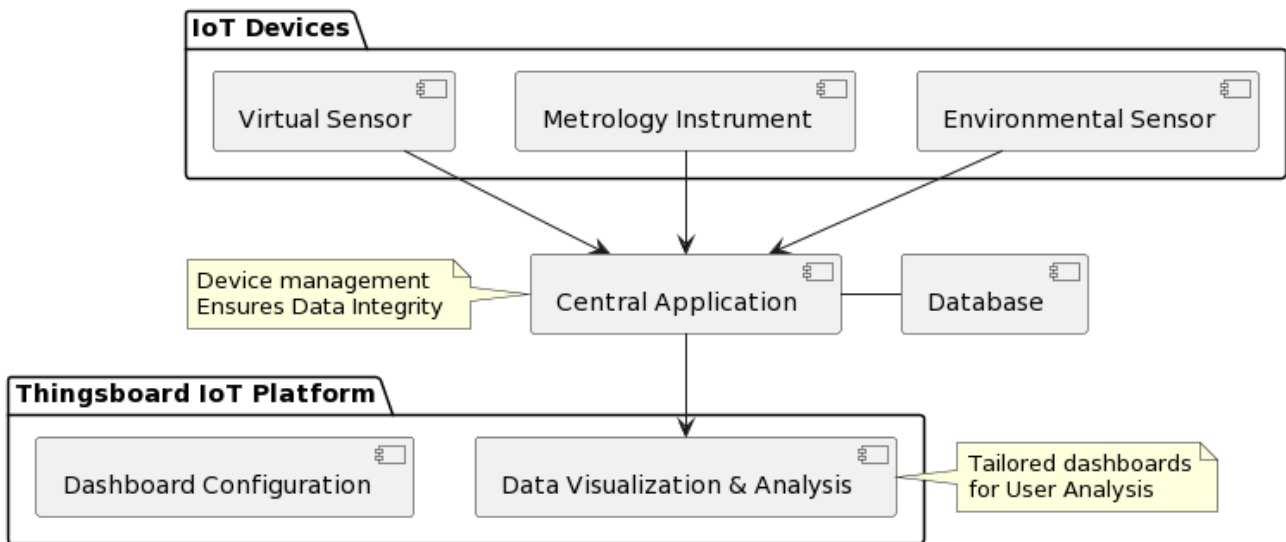 IoT Devices
Virtual Sensor
Metrology Instrument
Environmental Sensor
Device management
Ensures Data Integrity
Central Application
Database
Thingsboard IoT Platform
Dashboard Configuration
Data Visualization & Analysis
Tailored dashboards
for User Analysis